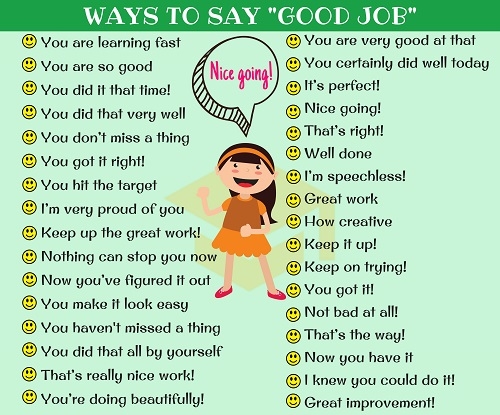 WAYS TO SAY "GOOD JOB"
You are learning fast
You are so good
You did it that time!
You did that very well
You don't miss a thing
You got it right!
You hit the target
I'm very proud of you
Keep up the great work!
Nothing can stop you now
Now you've figured it out
You make it look easy
You haven't missed a thing
You did that all by yourself
That's really nice work!
You're doing beautifully!
Nice going!
You are very good at that
You certainly did well today
It's perfect!
Nice going!
That's right!
Well done
I'm speechless!
Great work
How creative
Keep it up!
Keep on trying!
You got it!
Not bad at all!
That's the way!
Now you have it
I knew you could do it!
Great improvement!